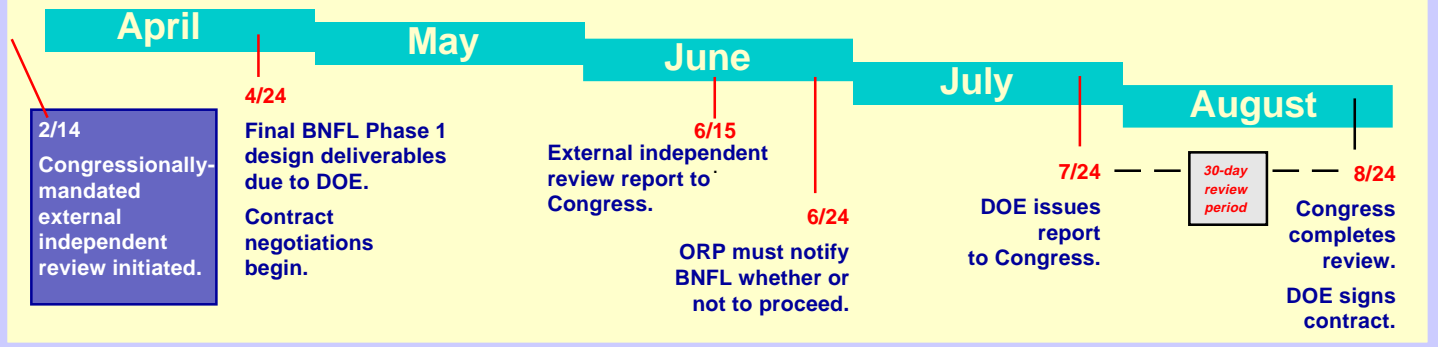 April
May
June
July
August
2/14
Congressionally-
mandated
external
independent
review initiated.
4/24
Final BNFL Phase 1
design deliverables
due to DOE.
Contract
negotiations
begin.
6/15
External independent
review report to
Congress.
6/24
ORP must notify
BNFL whether or
not to proceed.
7/24
DOE issues
report
to Congress.
30-day
review
period
8/24
Congress
completes
review.
DOE signs
contract.